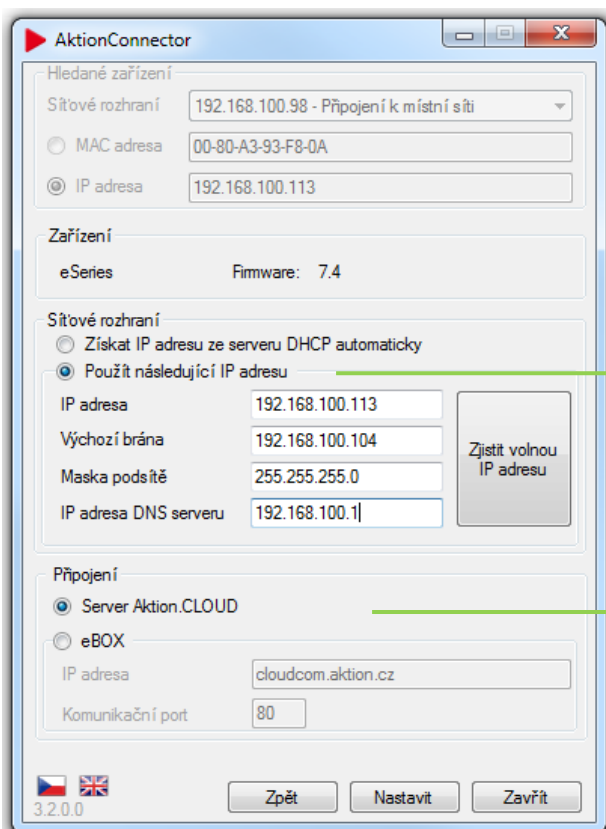 AktionConnector
Hledané zařízení
Síťové rozhraní 192.168.100.98 - Připojení k místní síti
MAC adresa 00-80-A3-93-F8-0A
IP adresa 192.168.100.113
Zařízení
eSeries Firmware: 7.4
Síťové rozhraní
Získat IP adresu ze serveru DHCP automaticky
Použít následující IP adresu
IP adresa 192.168.100.113
Výchozí brána 192.168.100.104
Maska podsítě 255.255.255.0
IP adresa DNS serveru 192.168.100.1
Zjistit volnou
IP adresu
Připojení
Server Aktion.CLOUD
eBOX
IP adresa cloudcom.aktion.cz
Komunikační port 80
3.2.0.0
Zpět Nastavit Zavřít